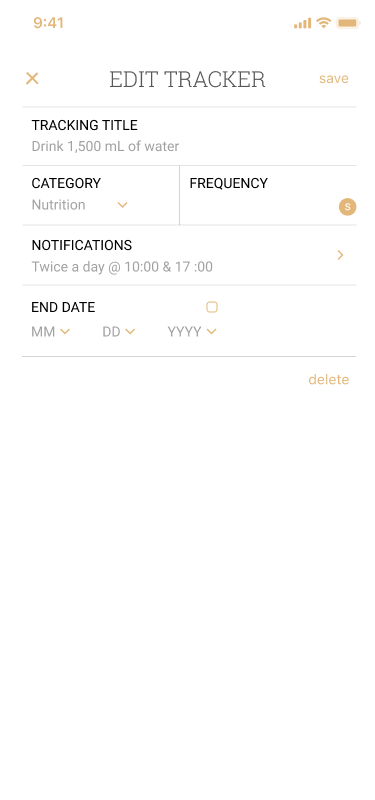 9:41
EDIT TRACKER
save
TRACKING TITLE
Drink 1,500 mL of water
CATEGORY
FREQUENCY
Nutrition
S
NOTIFICATIONS
Twice a day @ 10:00 & 17 :00
END DATE
MM DD YYYY
delete